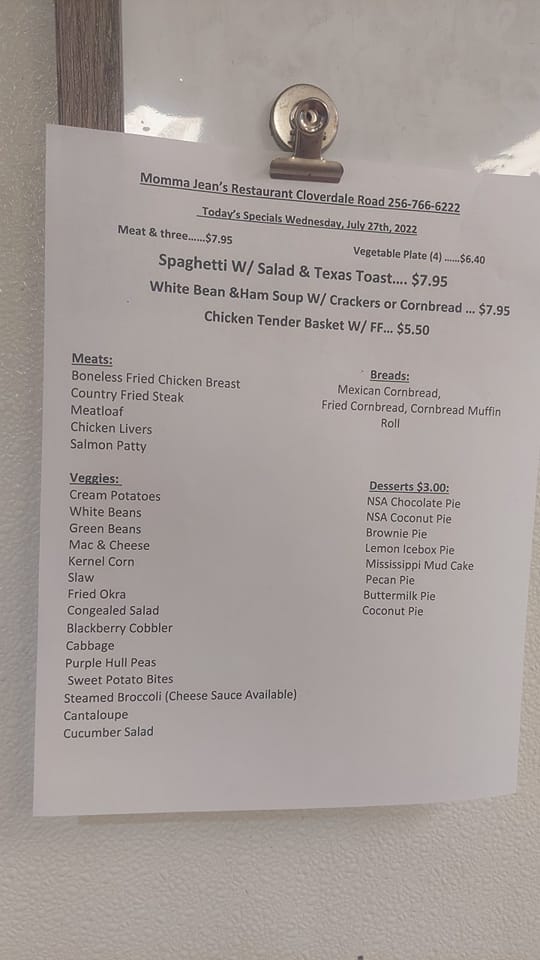 Momma Jean's Restaurant Cloverdale Road 256-766-6222
Today's Specials Wednesday, July 27th, 2022
Meat & three......$7.95
Vegetable Plate (4) ......$6.40
Spaghetti W/ Salad & Texas Toast.... $7.95
White Bean &Ham Soup W/ Crackers or Cornbread ... $7.95
Chicken Tender Basket W/ FF... $5.50
Meats:
Boneless Fried Chicken Breast
Country Fried Steak
Meatloaf
Chicken Livers
Salmon Patty
Breads:
Mexican Cornbread,
Fried Cornbread, Cornbread Muffin
Roll
Veggies:
Cream Potatoes
White Beans
Green Beans
Mac & Cheese
Kernel Corn
Slaw
Fried Okra
Congealed Salad
Blackberry Cobbler
Cabbage
Purple Hull Peas
Sweet Potato Bites
Steamed Broccoli (Cheese Sauce Available)
Cantaloupe
Cucumber Salad
Desserts $3.00:
NSA Chocolate Pie
NSA Coconut Pie
Brownie Pie
Lemon Icebox Pie
Mississippi Mud Cake
Pecan Pie
Buttermilk Pie
Coconut Pie